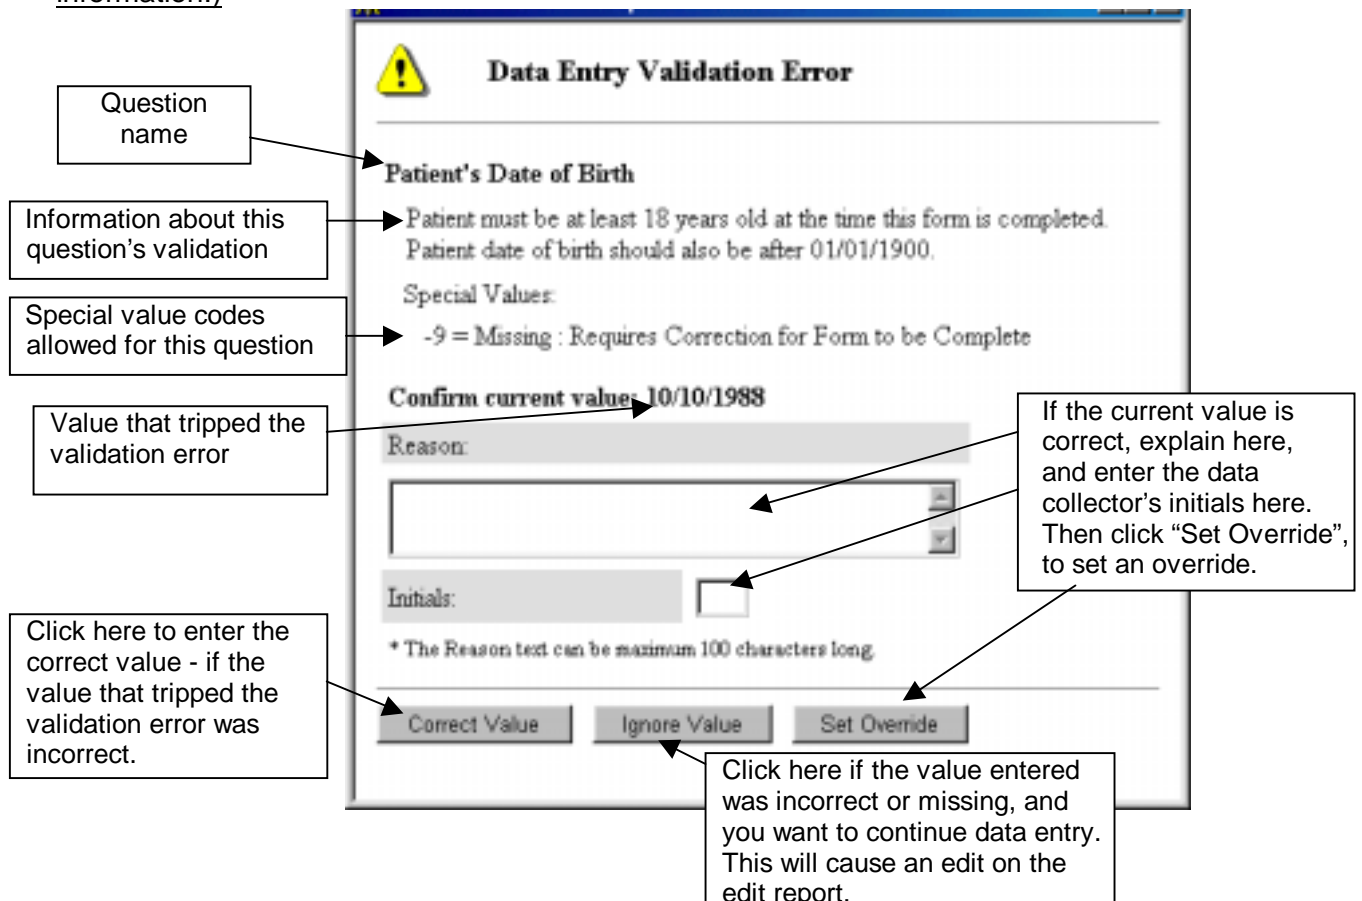 information.)
Data Entry Validation Error
Question
name
Patient's Date of Birth
Information about this
question’s validation
Patient must be at least 18 years old at the time this form is completed.
Patient date of birth should also be after 01/01/1900.
Special Values:
Special value codes
allowed for this question
-9 = Missing : Requires Correction for Form to be Complete
Confirm current value: 10/10/1988
Value that tripped the
validation error
Reason:
If the current value is
correct, explain here,
and enter the data
collector’s initials here.
Then click “Set Override”,
to set an override.
Initials:
* The Reason text can be maximum 100 characters long.
Click here to enter the
correct value - if the
value that tripped the
validation error was
incorrect.
Correct Value
Ignore Value
Set Override
Click here if the value entered
was incorrect or missing, and
you want to continue data entry.
This will cause an edit on the
edit report.